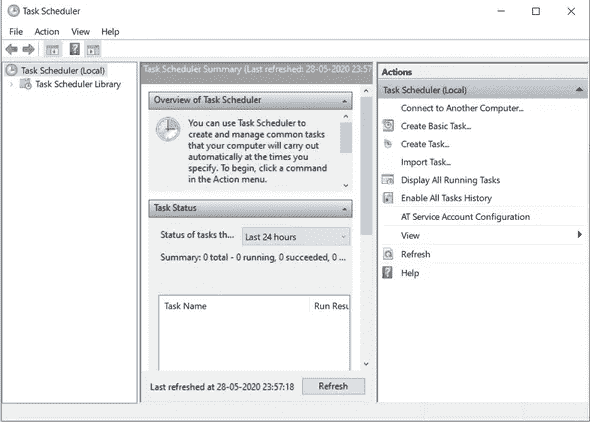 Task Scheduler
File Action View Help
Task Scheduler (Local)
Task Scheduler Library
Task Scheduler Summary (Last refreshed: 28-05-2020 23:57
Overview of Task Scheduler
You can use Task Scheduler to
create and manage common tasks
that your computer will carry out
automatically at the times you
specify. To begin, click a command
in the Action menu.
Task Status
Status of tasks th... Last 24 hours
Summary: 0 total - 0 running, 0 succeeded, 0 ...
Task Name Run Resu
Last refreshed at 28-05-2020 23:57:18 Refresh
Actions
Task Scheduler (Local)
Connect to Another Computer...
Create Basic Task...
Create Task...
Import Task...
Display All Running Tasks
Enable All Tasks History
AT Service Account Configuration
View
Refresh
Help